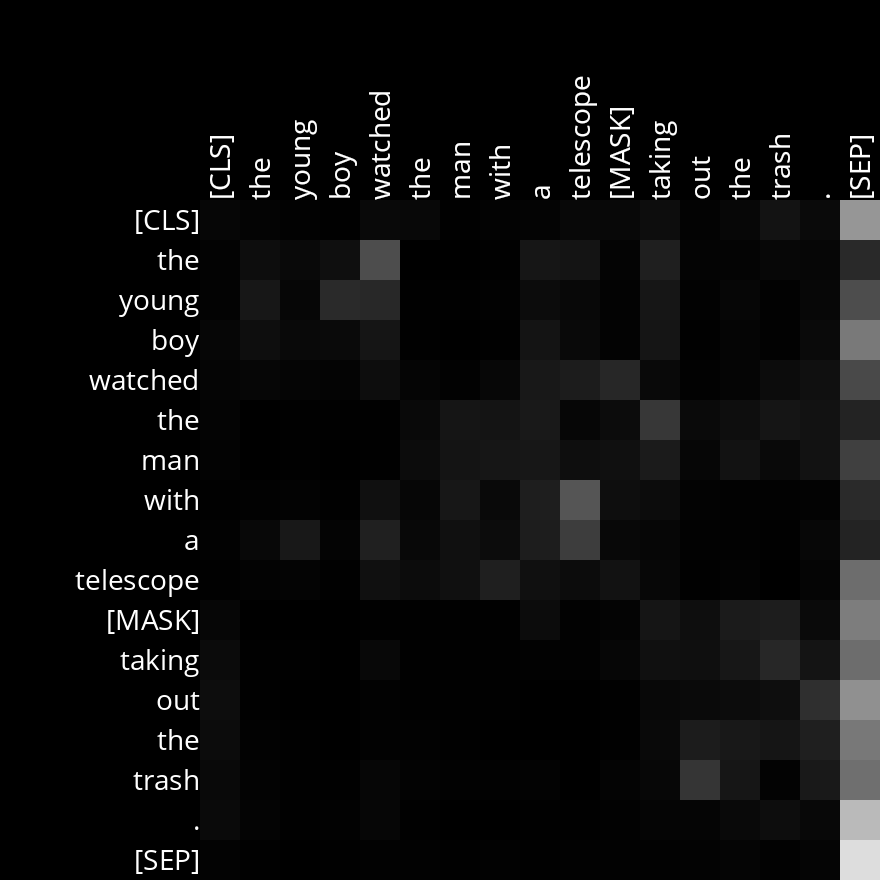 [CLS] the young boy watched the man with a telescope [MASK] taking out the trash . [SEP]
[CLS]
the
young
boy
watched
the
man
with
a
telescope
[MASK]
taking
out
the
trash
.
[SEP]